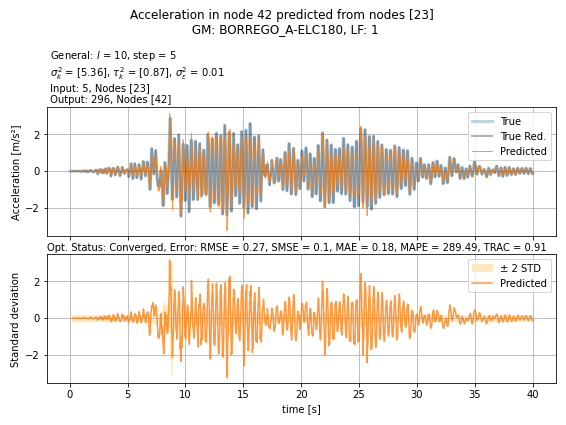 Acceleration in node 42 predicted from nodes [23]
GM: BORREGO_A-ELC180, LF: 1
General: l = 10, step = 5
σ²ₖ = [5.36], τ²ₖ = [0.87], σ²ε = 0.01
Input: 5, Nodes [23]
Output: 296, Nodes [42]
Acceleration [m/s²]
2
0
−2
True
True Red.
Predicted
Opt. Status: Converged, Error: RMSE = 0.27, SMSE = 0.1, MAE = 0.18, MAPE = 289.49, TRAC = 0.91
Standard deviation
2
0
−2
± 2 STD
Predicted
0 5 10 15 20 25 30 35 40
time [s]